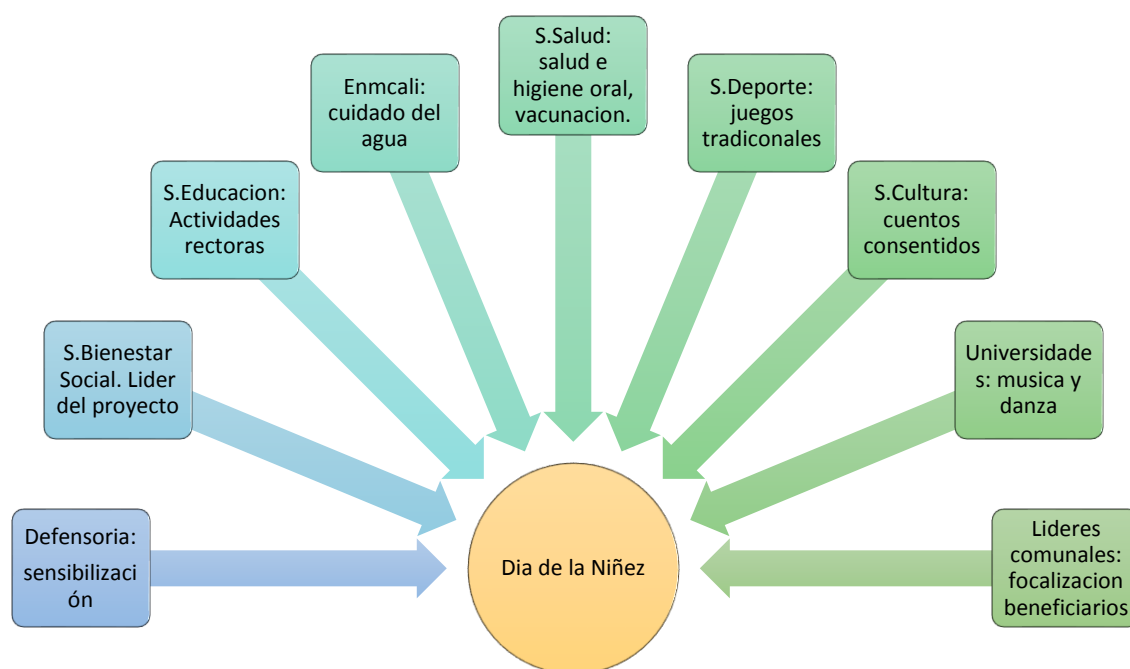 Defensoria:
sensibilizaci
ón
S.Bienestar
Social. Lider
del proyecto
S.Educacion:
Actividades
rectoras
Enmcali:
cuidado del
agua
S.Salud:
salud e
higiene oral,
vacunacion.
S.Deporte:
juegos
tradiconales
S.Cultura:
cuentos
consentidos
Universidade
s: musica y
danza
Lideres
comunales:
focalizacion
beneficiarios
Dia de la Niñez